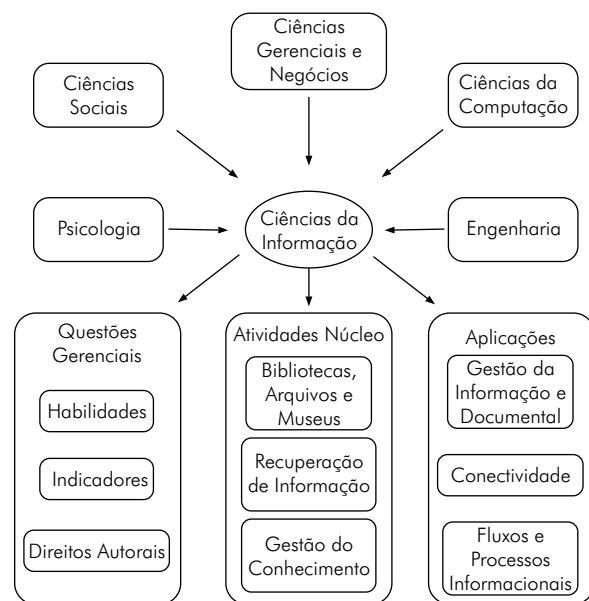 Ciências
Gerenciais e
Negócios
Ciências
Sociais
Ciências da
Computação
Psicologia
Ciências da
Informação
Engenharia
Questões
Gerenciais
Habilidades
Indicadores
Direitos Autorais
Atividades Núcleo
Bibliotecas,
Arquivos e
Museus
Recuperação
de Informação
Gestão do
Conhecimento
Aplicações
Gestão da
Informação e
Documental
Conectividade
Fluxos e
Processos
Informacionais